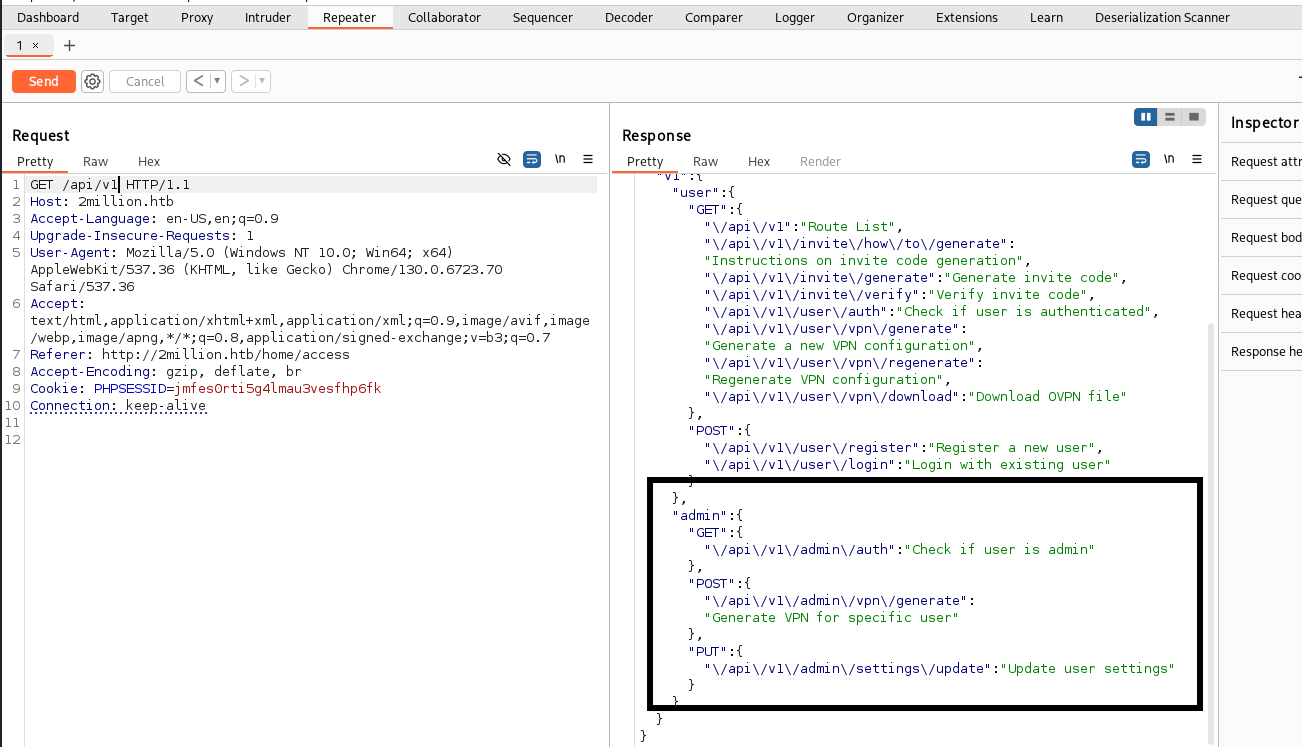 Dashboard Target Proxy Intruder Repeater Collaborator Sequencer Decoder Comparer Logger Organizer Extensions Learn Deserialization Scanner
1 × +
Send Cancel < ▾ > ▾
Request
Pretty Raw Hex \n ≡
1 GET /api/v1 HTTP/1.1
2 Host: 2million.htb
3 Accept-Language: en-US,en;q=0.9
4 Upgrade-Insecure-Requests: 1
5 User-Agent: Mozilla/5.0 (Windows NT 10.0; Win64; x64)
AppleWebKit/537.36 (KHTML, like Gecko) Chrome/130.0.6723.70
Safari/537.36
6 Accept:
text/html,application/xhtml+xml,application/xml;q=0.9,image/avif,image
/webp,image/apng,*/*;q=0.8,application/signed-exchange;v=b3;q=0.7
7 Referer: http://2million.htb/home/access
8 Accept-Encoding: gzip, deflate, br
9 Cookie: PHPSESSID=jmfes0rti5g4lmau3vesfhp6fk
10 Connection: keep-alive
11
12
Response
Pretty Raw Hex Render \n ≡
"v1":{
"user":{
"GET":{
"\/api\/v1":"Route List",
"\/api\/v1\/invite\/how\/to\/generate":
"Instructions on invite code generation",
"\/api\/v1\/invite\/generate":"Generate invite code",
"\/api\/v1\/invite\/verify":"Verify invite code",
"\/api\/v1\/user\/auth":"Check if user is authenticated",
"\/api\/v1\/user\/vpn\/generate":
"Generate a new VPN configuration",
"\/api\/v1\/user\/vpn\/regenerate":
"Regenerate VPN configuration",
"\/api\/v1\/user\/vpn\/download":"Download OVPN file"
},
"POST":{
"\/api\/v1\/user\/register":"Register a new user",
"\/api\/v1\/user\/login":"Login with existing user"
}
},
"admin":{
"GET":{
"\/api\/v1\/admin\/auth":"Check if user is admin"
},
"POST":{
"\/api\/v1\/admin\/vpn\/generate":
"Generate VPN for specific user"
},
"PUT":{
"\/api\/v1\/admin\/settings\/update":"Update user settings"
}
}
}
}
Inspector
Request attr
Request que
Request bod
Request coo
Request hea
Response he